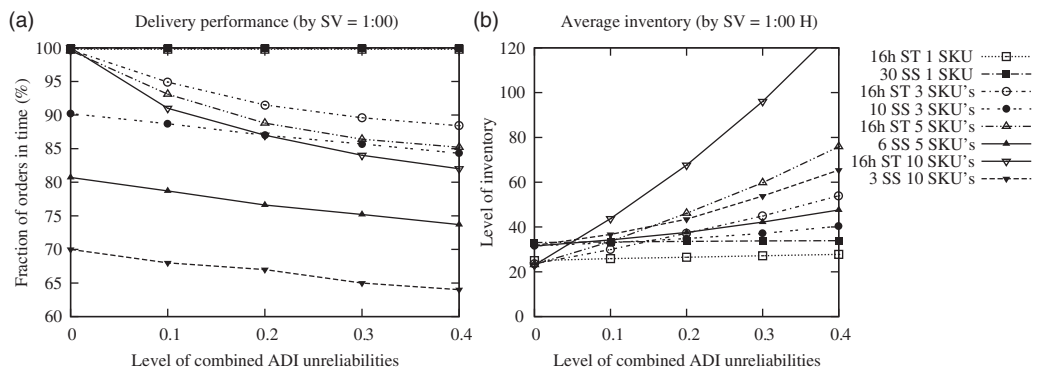 (a) Delivery performance (by SV = 1:00)
Fraction of orders in time (%)
100
95
90
85
80
75
70
65
60
0 0.1 0.2 0.3 0.4
Level of combined ADI unreliabilities
(b) Average inventory (by SV = 1:00 H)
Level of inventory
120
100
80
60
40
20
0
0 0.1 0.2 0.3 0.4
Level of combined ADI unreliabilities
16h ST 1 SKU
30 SS 1 SKU
16h ST 3 SKU's
10 SS 3 SKU's
16h ST 5 SKU's
6 SS 5 SKU's
16h ST 10 SKU's
3 SS 10 SKU's